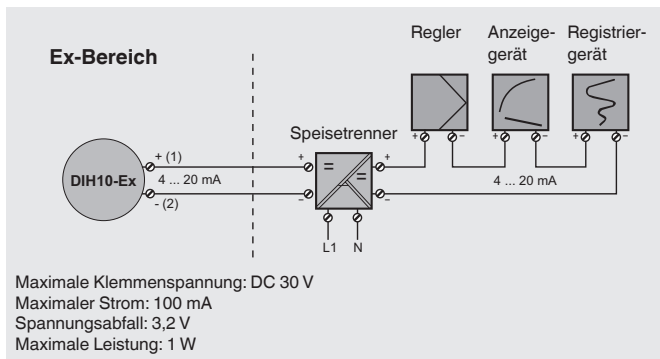 Regler
Anzeige-
gerät
Registrier-
gerät
Ex-Bereich
Speisetrenner
+ - + - + -
DIH10-Ex
+ (1)
4 ... 20 mA
- (2)
+ = = +
- -
4 ... 20 mA
L1 N
Maximale Klemmenspannung: DC 30 V
Maximaler Strom: 100 mA
Spannungsabfall: 3,2 V
Maximale Leistung: 1 W